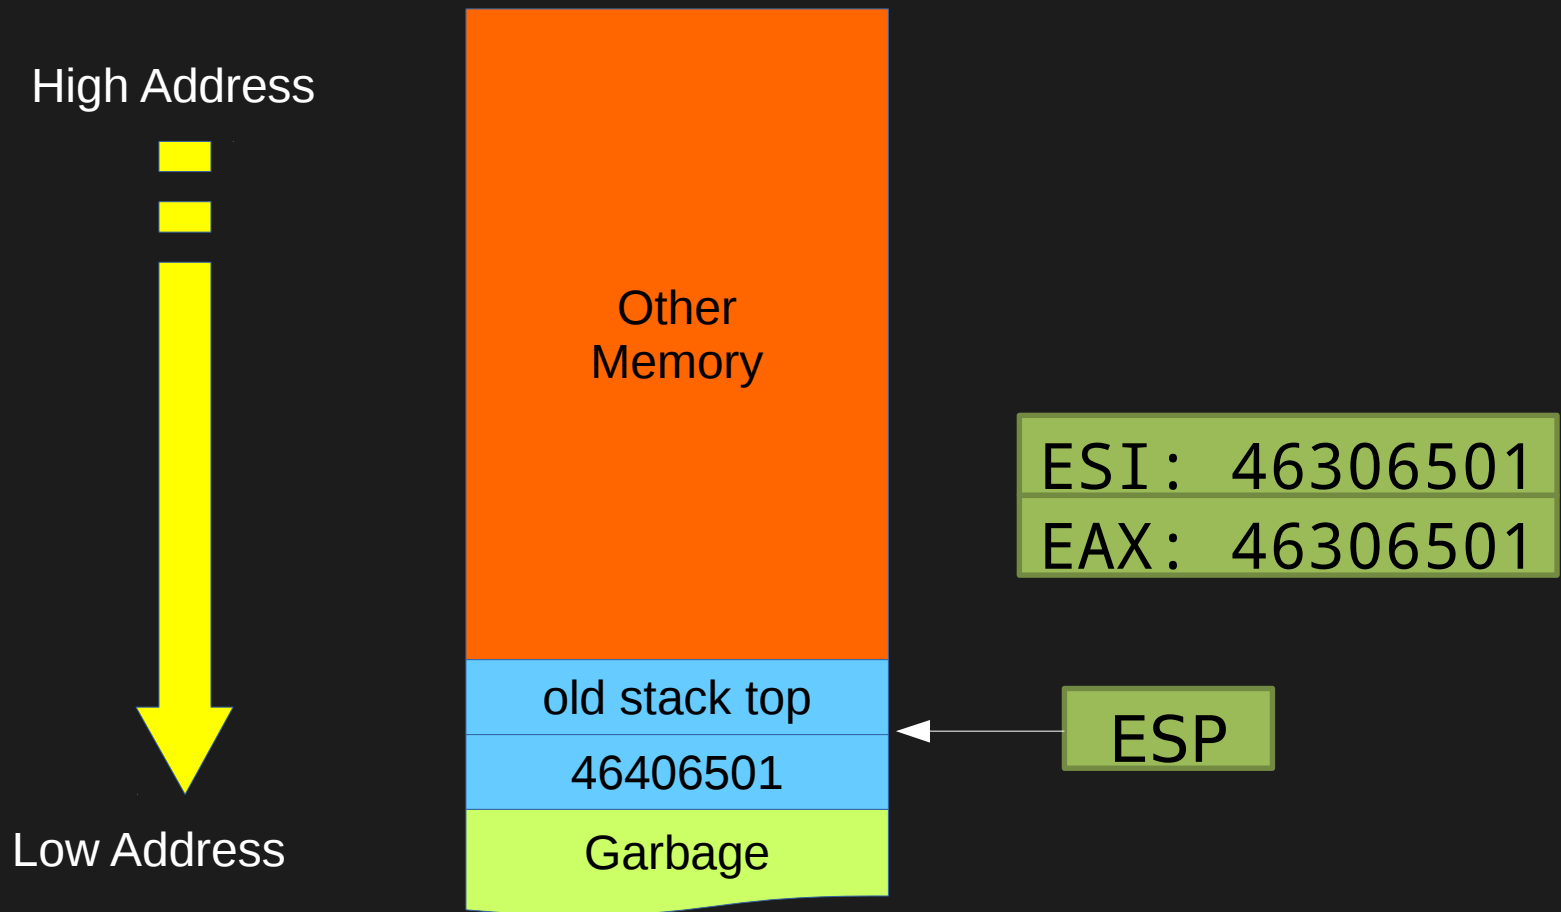 High Address
Other
Memory
ESI: 46306501
EAX: 46306501
old stack top
ESP
46406501
Low Address
Garbage